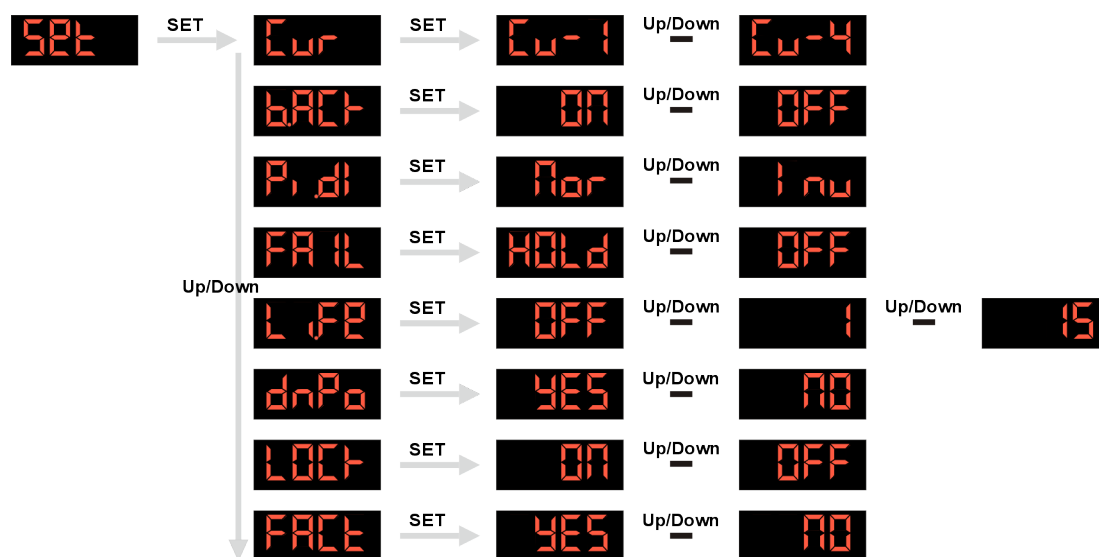 SEt SET Cur SET Cu-1 Up/Down Cu-4
b.ACk SET ON Up/Down OFF
Pi.dI SET Nor Up/Down Inv
FAIL SET HOLd Up/Down OFF
Up/Down
Li.FE SET OFF Up/Down 1 Up/Down 15
dnPo SET YES Up/Down NO
LOCk SET ON Up/Down OFF
FACt SET YES Up/Down NO